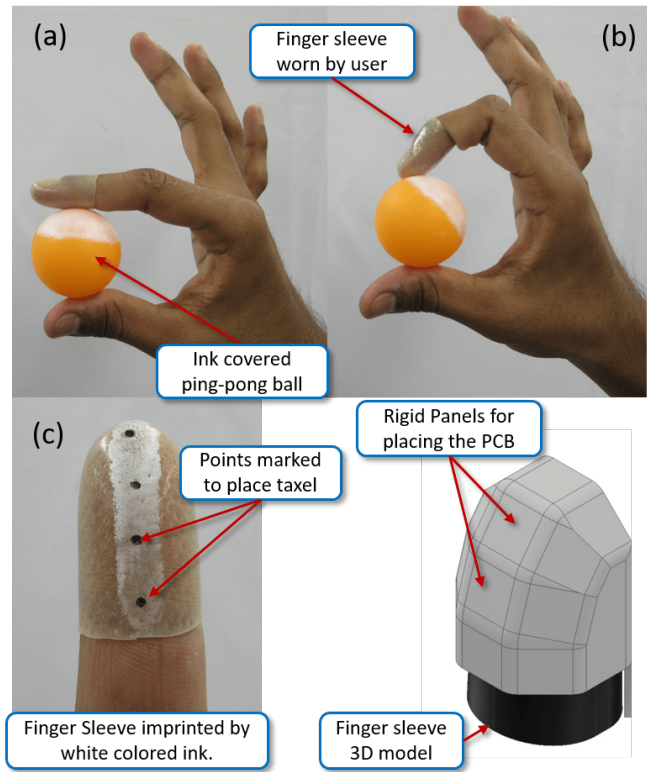 (a)
Finger sleeve
worn by user
(b)
Ink covered
ping-pong ball
(c)
Points marked
to place taxel
Rigid Panels for
placing the PCB
Finger Sleeve imprinted by
white colored ink.
Finger sleeve
3D model